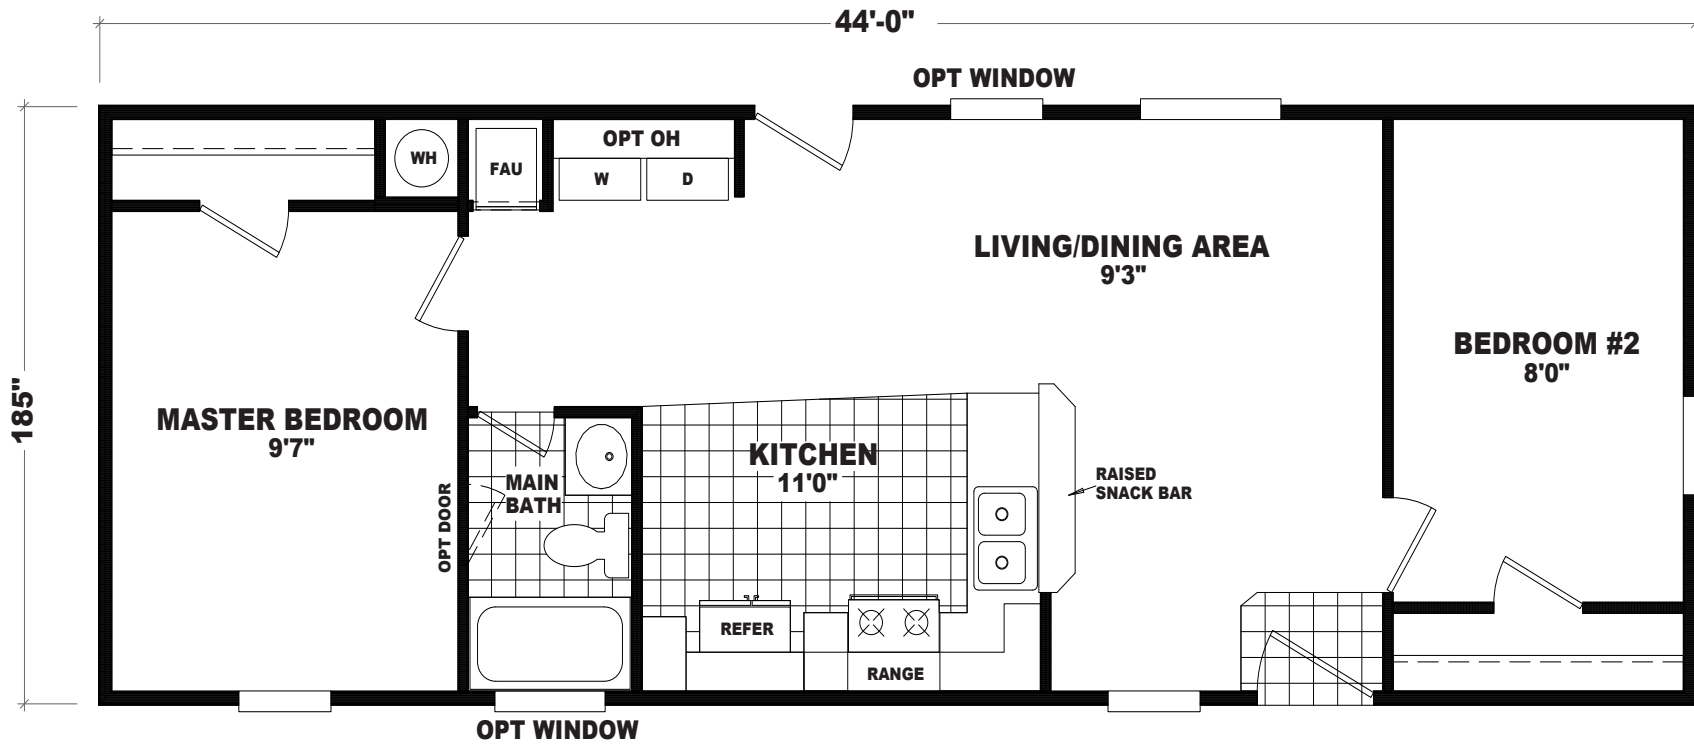 44'-0"
OPT WINDOW
OPT OH
WH
FAU
W
D
LIVING/DINING AREA
9'3"
BEDROOM #2
8'0"
185"
MASTER BEDROOM
9'7"
KITCHEN
11'0"
MAIN
BATH
RAISED
SNACK BAR
OPT DOOR
REFER
RANGE
OPT WINDOW